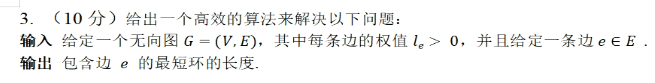 3. （10 分）给出一个高效的算法来解决以下问题：
输入 给定一个无向图 G = (V, E)，其中每条边的权值 lₑ > 0，并且给定一条边 e ∈ E .
输出 包含边 e 的最短环的长度.